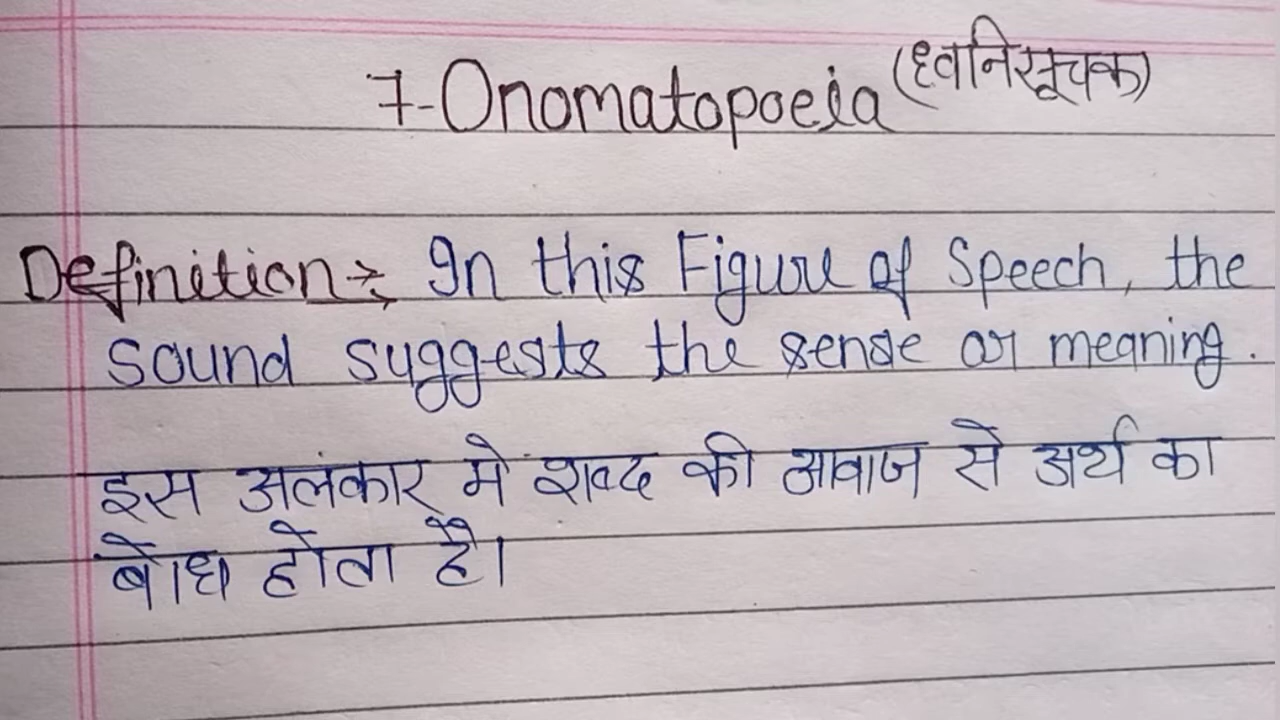 7-Onomatopoeia (ध्वनिसूचक)
Definition:- In this Figure of Speech, the
sound suggests the sense or meaning.
इस अलंकार मे शब्द की आवाज से अर्थ का
बोध होता है।